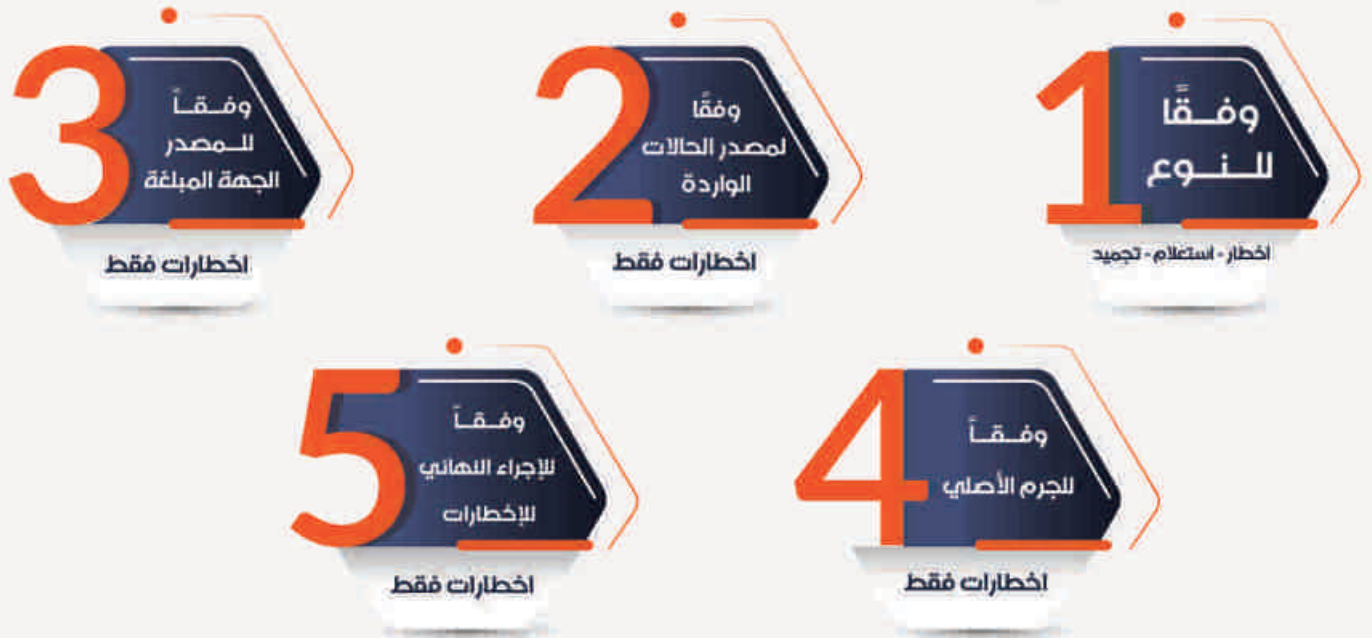 1
وفقًا
للنوع
اخطار - استعلام - تجميد
2
وفقًا
لمصدر الحالات
الواردة
اخطارات فقط
3
وفقاً
للمصدر
الجهة المبلغة
اخطارات فقط
4
وفقاً
للجرم الأصلي
اخطارات فقط
5
وفقاً
للإجراء النهائي
للإخطارات
اخطارات فقط